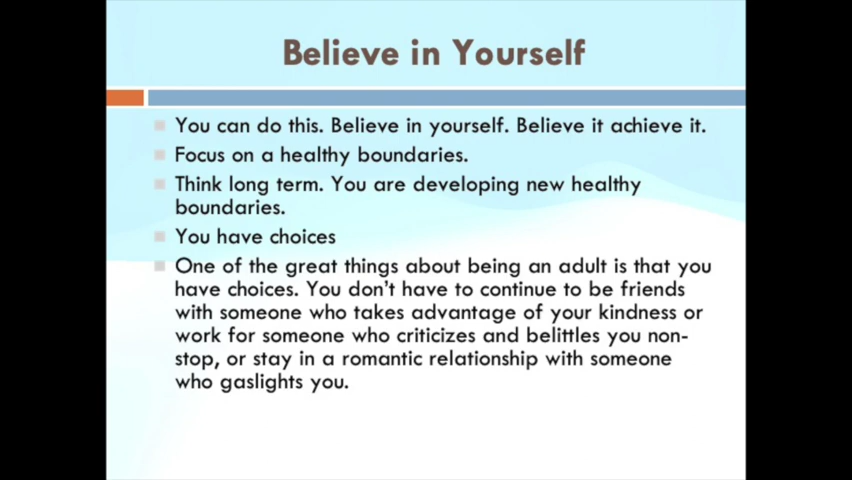 Believe in Yourself
You can do this. Believe in yourself. Believe it achieve it.
Focus on a healthy boundaries.
Think long term. You are developing new healthy
boundaries.
You have choices
One of the great things about being an adult is that you
have choices. You don't have to continue to be friends
with someone who takes advantage of your kindness or
work for someone who criticizes and belittles you non-
stop, or stay in a romantic relationship with someone
who gaslights you.